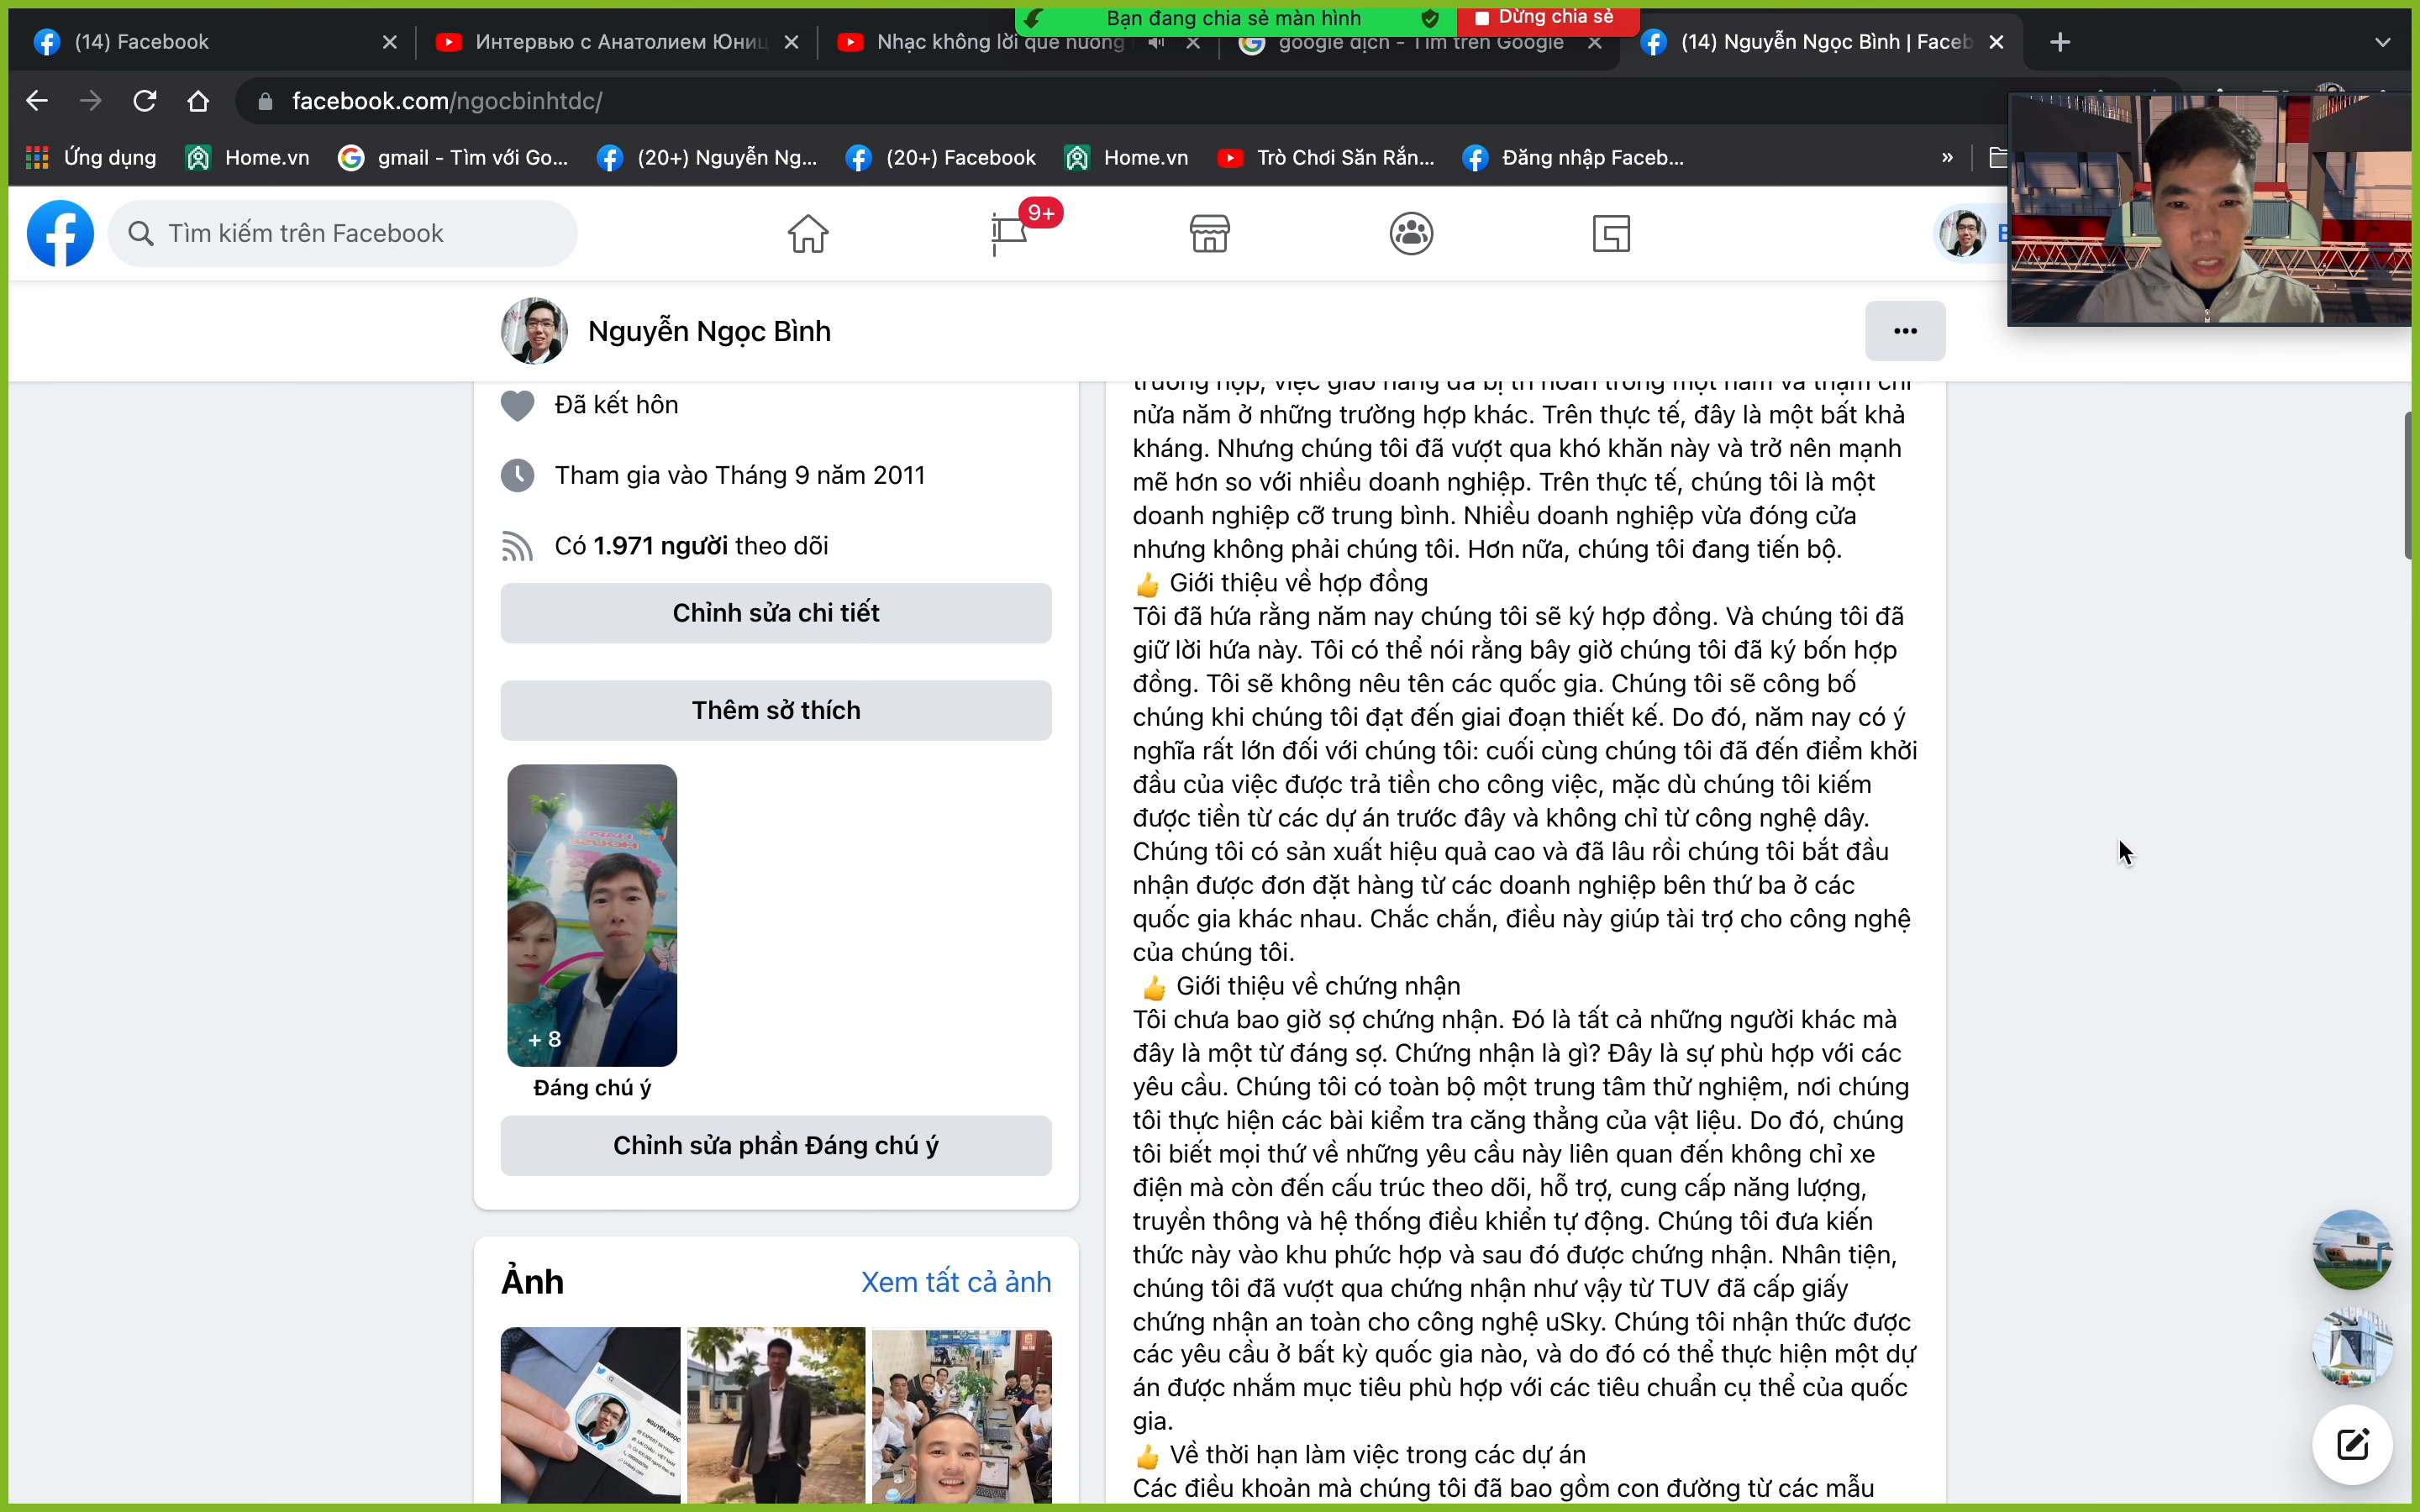 Bạn đang chia sẻ màn hình
Dừng chia sẻ
(14) Facebook
Интервью с Анатолием Юниц
Nhạc không lời quê hương
google dịch - Tìm trên Google
(14) Nguyễn Ngọc Bình | Faceb
facebook.com/ngocbinhtdc/
Ứng dụng
Home.vn
gmail - Tìm với Go...
(20+) Nguyễn Ng...
(20+) Facebook
Home.vn
Trò Chơi Săn Rắn...
Đăng nhập Faceb...
»
Tìm kiếm trên Facebook
9+
Nguyễn Ngọc Bình
Đã kết hôn
Tham gia vào Tháng 9 năm 2011
Có 1.971 người theo dõi
Chỉnh sửa chi tiết
Thêm sở thích
+ 8
Đáng chú ý
Chỉnh sửa phần Đáng chú ý
Ảnh
Xem tất cả ảnh
NGUYỄN NGỌC
trường hợp, việc giao hàng đã bị trì hoãn trong một năm và thậm chí
nửa năm ở những trường hợp khác. Trên thực tế, đây là một bất khả
kháng. Nhưng chúng tôi đã vượt qua khó khăn này và trở nên mạnh
mẽ hơn so với nhiều doanh nghiệp. Trên thực tế, chúng tôi là một
doanh nghiệp cỡ trung bình. Nhiều doanh nghiệp vừa đóng cửa
nhưng không phải chúng tôi. Hơn nữa, chúng tôi đang tiến bộ.
👍 Giới thiệu về hợp đồng
Tôi đã hứa rằng năm nay chúng tôi sẽ ký hợp đồng. Và chúng tôi đã
giữ lời hứa này. Tôi có thể nói rằng bây giờ chúng tôi đã ký bốn hợp
đồng. Tôi sẽ không nêu tên các quốc gia. Chúng tôi sẽ công bố
chúng khi chúng tôi đạt đến giai đoạn thiết kế. Do đó, năm nay có ý
nghĩa rất lớn đối với chúng tôi: cuối cùng chúng tôi đã đến điểm khởi
đầu của việc được trả tiền cho công việc, mặc dù chúng tôi kiếm
được tiền từ các dự án trước đây và không chỉ từ công nghệ dây.
Chúng tôi có sản xuất hiệu quả cao và đã lâu rồi chúng tôi bắt đầu
nhận được đơn đặt hàng từ các doanh nghiệp bên thứ ba ở các
quốc gia khác nhau. Chắc chắn, điều này giúp tài trợ cho công nghệ
của chúng tôi.
👍 Giới thiệu về chứng nhận
Tôi chưa bao giờ sợ chứng nhận. Đó là tất cả những người khác mà
đây là một từ đáng sợ. Chứng nhận là gì? Đây là sự phù hợp với các
yêu cầu. Chúng tôi có toàn bộ một trung tâm thử nghiệm, nơi chúng
tôi thực hiện các bài kiểm tra căng thẳng của vật liệu. Do đó, chúng
tôi biết mọi thứ về những yêu cầu này liên quan đến không chỉ xe
điện mà còn đến cấu trúc theo dõi, hỗ trợ, cung cấp năng lượng,
truyền thông và hệ thống điều khiển tự động. Chúng tôi đưa kiến
thức này vào khu phức hợp và sau đó được chứng nhận. Nhân tiện,
chúng tôi đã vượt qua chứng nhận như vậy từ TUV đã cấp giấy
chứng nhận an toàn cho công nghệ uSky. Chúng tôi nhận thức được
các yêu cầu ở bất kỳ quốc gia nào, và do đó có thể thực hiện một dự
án được nhắm mục tiêu phù hợp với các tiêu chuẩn cụ thể của quốc
gia.
👍 Về thời hạn làm việc trong các dự án
Các điều khoản mà chúng tôi đã bao gồm con đường từ các mẫu